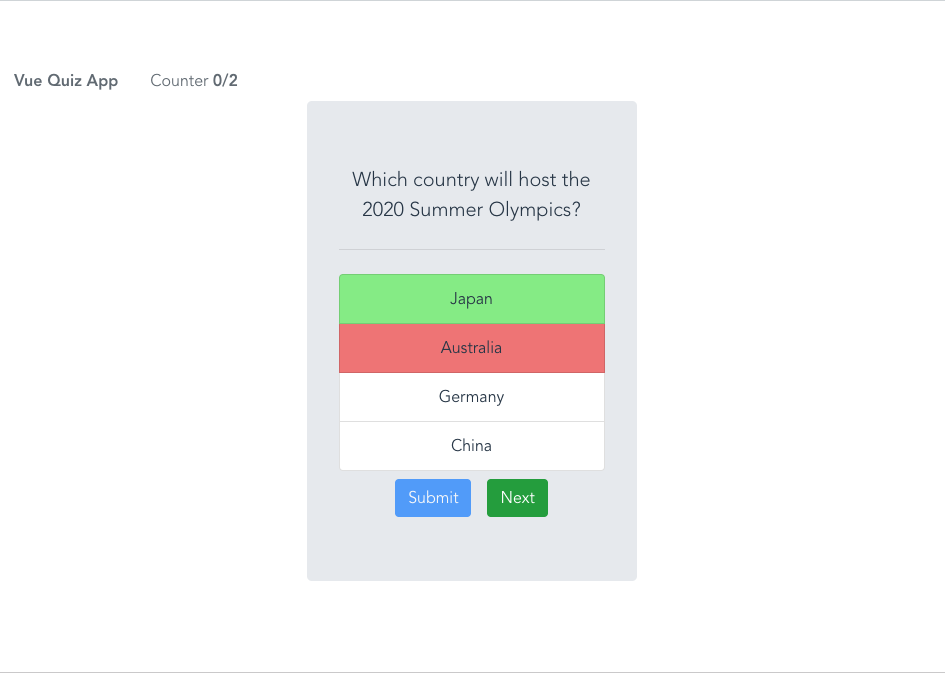 Vue Quiz App Counter 0/2
Which country will host the
2020 Summer Olympics?
Japan
Australia
Germany
China
Submit Next